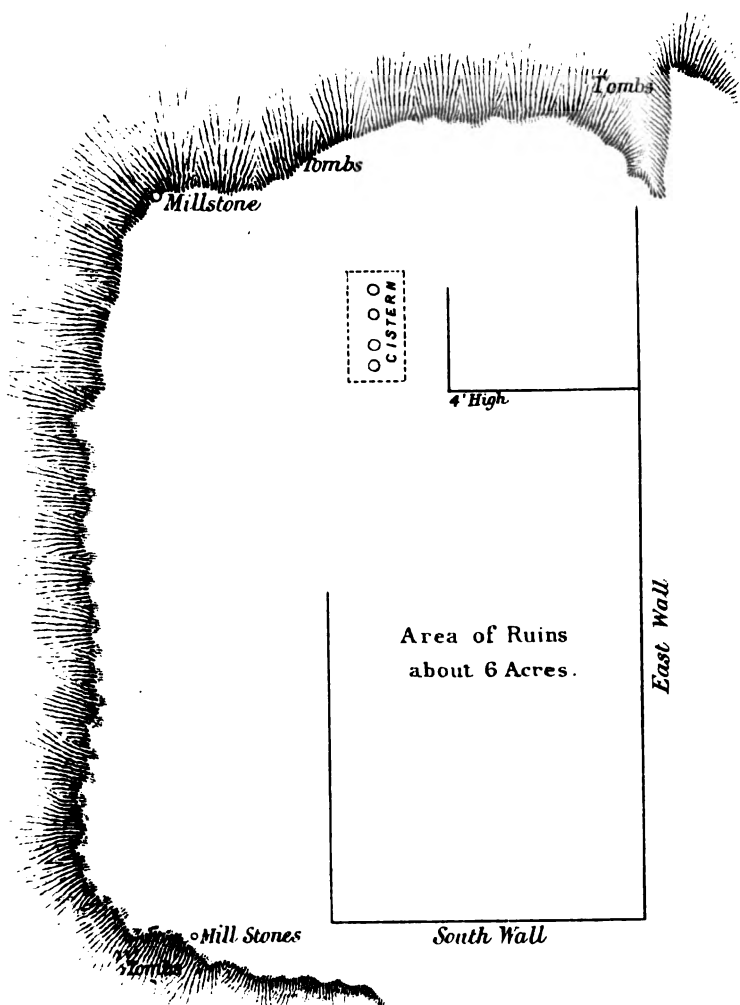 Tombs
Tombs
Millstone
CISTERN
4' High
Area of Ruins
about 6 Acres.
East Wall
Mill Stones
South Wall
Tombs